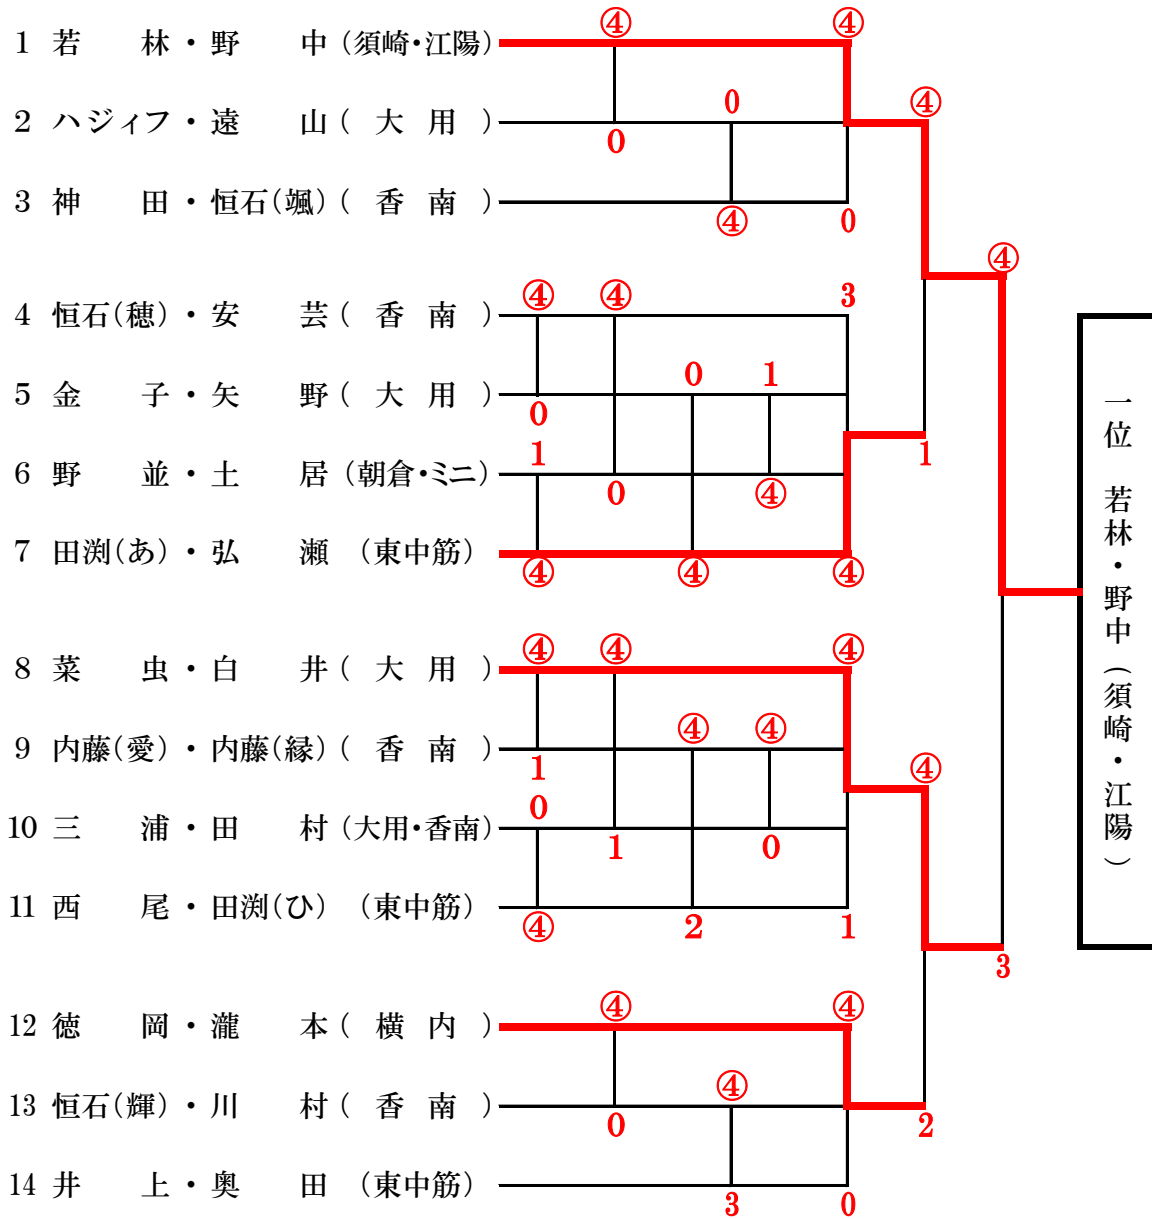 ④ ④
1 若 林 ・ 野 中 (須崎・江陽)
0 ④
2 ハジィフ ・ 遠 山 ( 大 用 )
0
3 神 田 ・ 恒石(颯) ( 香 南 )
④ 0
④
④ ④ 3
4 恒石(穂) ・ 安 芸 ( 香 南 )
0 1
5 金 子 ・ 矢 野 ( 大 用 )
0
1 1
6 野 並 ・ 土 居 (朝倉・ミニ)
0 ④
7 田渕(あ) ・ 弘 瀬 (東中筋)
④ ④ ④
④ ④ ④
8 菜 虫 ・ 白 井 ( 大 用 )
④ ④
9 内藤(愛) ・ 内藤(縁) ( 香 南 )
1 ④
0
10 三 浦 ・ 田 村 (大用・香南)
1 0
11 西 尾 ・ 田渕(ひ) (東中筋)
④ 2 1
3
④ ④
12 徳 岡 ・ 瀧 本 ( 横 内 )
④
13 恒石(輝) ・ 川 村 ( 香 南 )
0 2
14 井 上 ・ 奥 田 (東中筋)
3 0
一位 若林・野中(須崎・江陽)